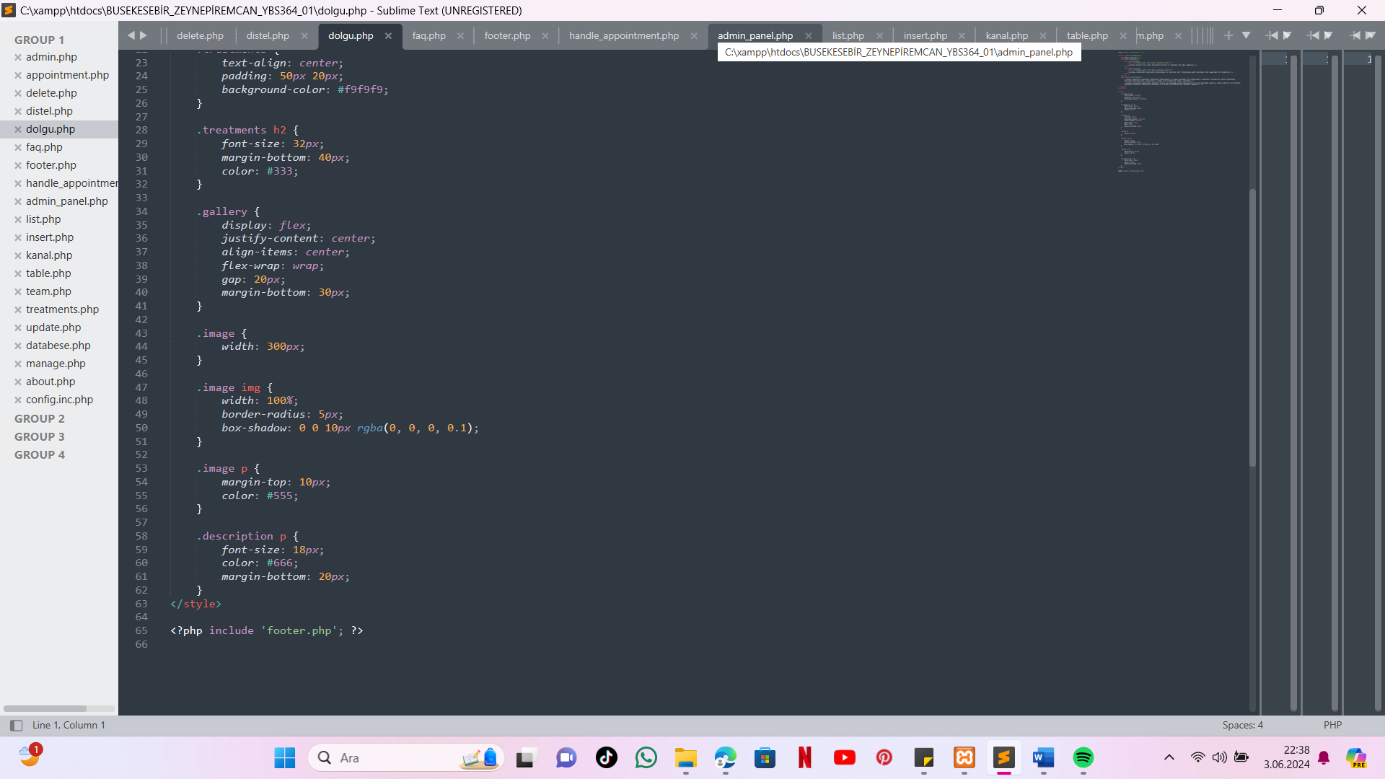 C:\xampp\htdocs\BUSEKESEBİR_ZEYNEPİREMCAN_YBS364_01\dolgu.php - Sublime Text (UNREGISTERED)
GROUP 1
admin.php
appointment.php
delete.php
distel.php
dolgu.php
faq.php
footer.php
handle_appointmer
admin_panel.php
list.php
insert.php
kanal.php
table.php
team.php
treatments.php
update.php
databese.php
manage.php
about.php
config.inc.php
GROUP 2
GROUP 3
GROUP 4
delete.php distel.php dolgu.php faq.php footer.php handle_appointment.php admin_panel.php list.php insert.php kanal.php table.php m.php
C:\xampp\htdocs\BUSEKESEBİR_ZEYNEPİREMCAN_YBS364_01\admin_panel.php
23 text-align: center;
24 padding: 50px 20px;
25 background-color: #f9f9f9;
26 }
27
28 .treatments h2 {
29 font-size: 32px;
30 margin-bottom: 40px;
31 color: #333;
32 }
33
34 .gallery {
35 display: flex;
36 justify-content: center;
37 align-items: center;
38 flex-wrap: wrap;
39 gap: 20px;
40 margin-bottom: 30px;
41 }
42
43 .image {
44 width: 300px;
45 }
46
47 .image img {
48 width: 100%;
49 border-radius: 5px;
50 box-shadow: 0 0 10px rgba(0, 0, 0, 0.1);
51 }
52
53 .image p {
54 margin-top: 10px;
55 color: #555;
56 }
57
58 .description p {
59 font-size: 18px;
60 color: #666;
61 margin-bottom: 20px;
62 }
63 </style>
64
65 <?php include 'footer.php'; ?>
66
Line 1, Column 1
Spaces: 4
PHP
1
Ara
22:38
3.06.2024
PRE